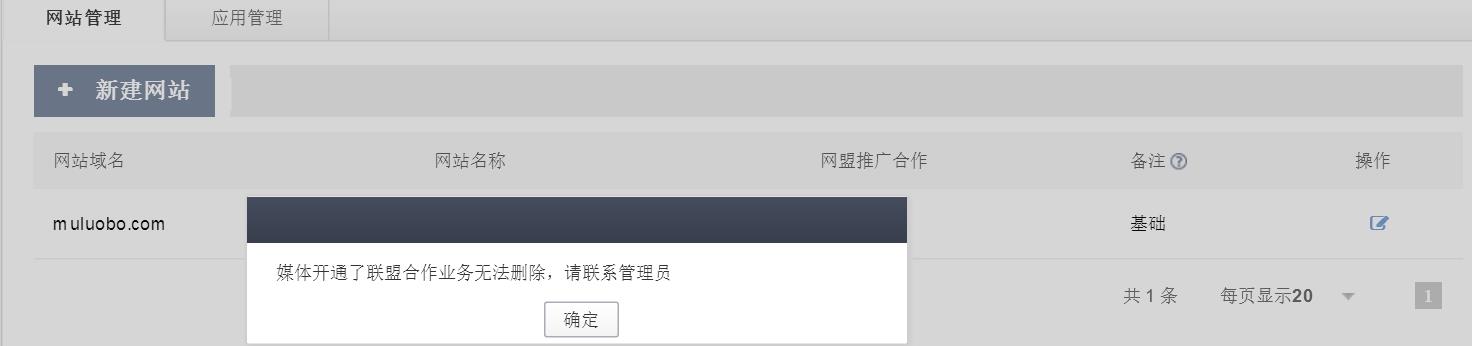 网站管理 应用管理
+ 新建网站
网站域名 网站名称 网盟推广合作 备注 ? 操作
muluobo.com 基础
媒体开通了联盟合作业务无法删除，请联系管理员
共 1 条 每页显示20 1
确定